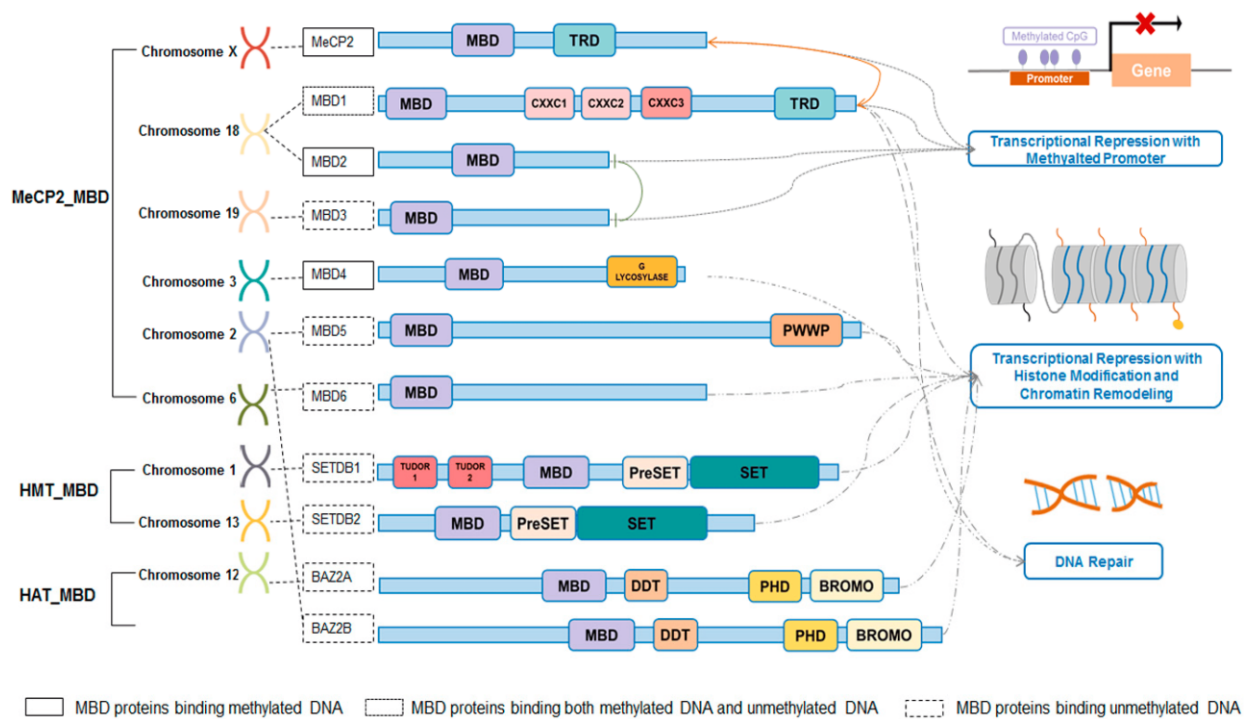 MeCP2_MBD
HMT_MBD
HAT_MBD
Chromosome X
Chromosome 18
Chromosome 19
Chromosome 3
Chromosome 2
Chromosome 6
Chromosome 1
Chromosome 13
Chromosome 12
MeCP2
MBD
TRD
MBD1
MBD
CXXC1
CXXC2
CXXC3
TRD
MBD2
MBD
MBD3
MBD
MBD4
MBD
G
LYCOSYLASE
MBD5
MBD
PWWP
MBD6
MBD
SETDB1
TUDOR
1
TUDOR
2
MBD
PreSET
SET
SETDB2
MBD
PreSET
SET
BAZ2A
MBD
DDT
PHD
BROMO
BAZ2B
MBD
DDT
PHD
BROMO
Methylated CpG
Promoter
Gene
Transcriptional Repression with
Methyalted Promoter
Transcriptional Repression with
Histone Modification and
Chromatin Remodeling
DNA Repair
MBD proteins binding methylated DNA
MBD proteins binding both methylated DNA and unmethylated DNA
MBD proteins binding unmethylated DNA